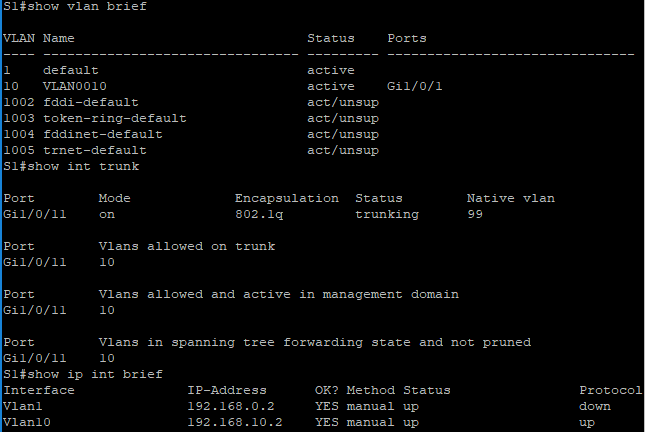 S1#show vlan brief
VLAN Name                             Status    Ports
---- -------------------------------- --------- -------------------------------
1    default                          active
10   VLAN0010                         active    Gi1/0/1
1002 fddi-default                     act/unsup
1003 token-ring-default               act/unsup
1004 fddinet-default                  act/unsup
1005 trnet-default                    act/unsup
S1#show int trunk
Port        Mode             Encapsulation  Status        Native vlan
Gi1/0/11    on               802.1q         trunking      99
Port        Vlans allowed on trunk
Gi1/0/11    10
Port        Vlans allowed and active in management domain
Gi1/0/11    10
Port        Vlans in spanning tree forwarding state and not pruned
Gi1/0/11    10
S1#show ip int brief
Interface              IP-Address      OK? Method Status                Protocol
Vlan1                  192.168.0.2     YES manual up                    down
Vlan10                 192.168.10.2    YES manual up                    up